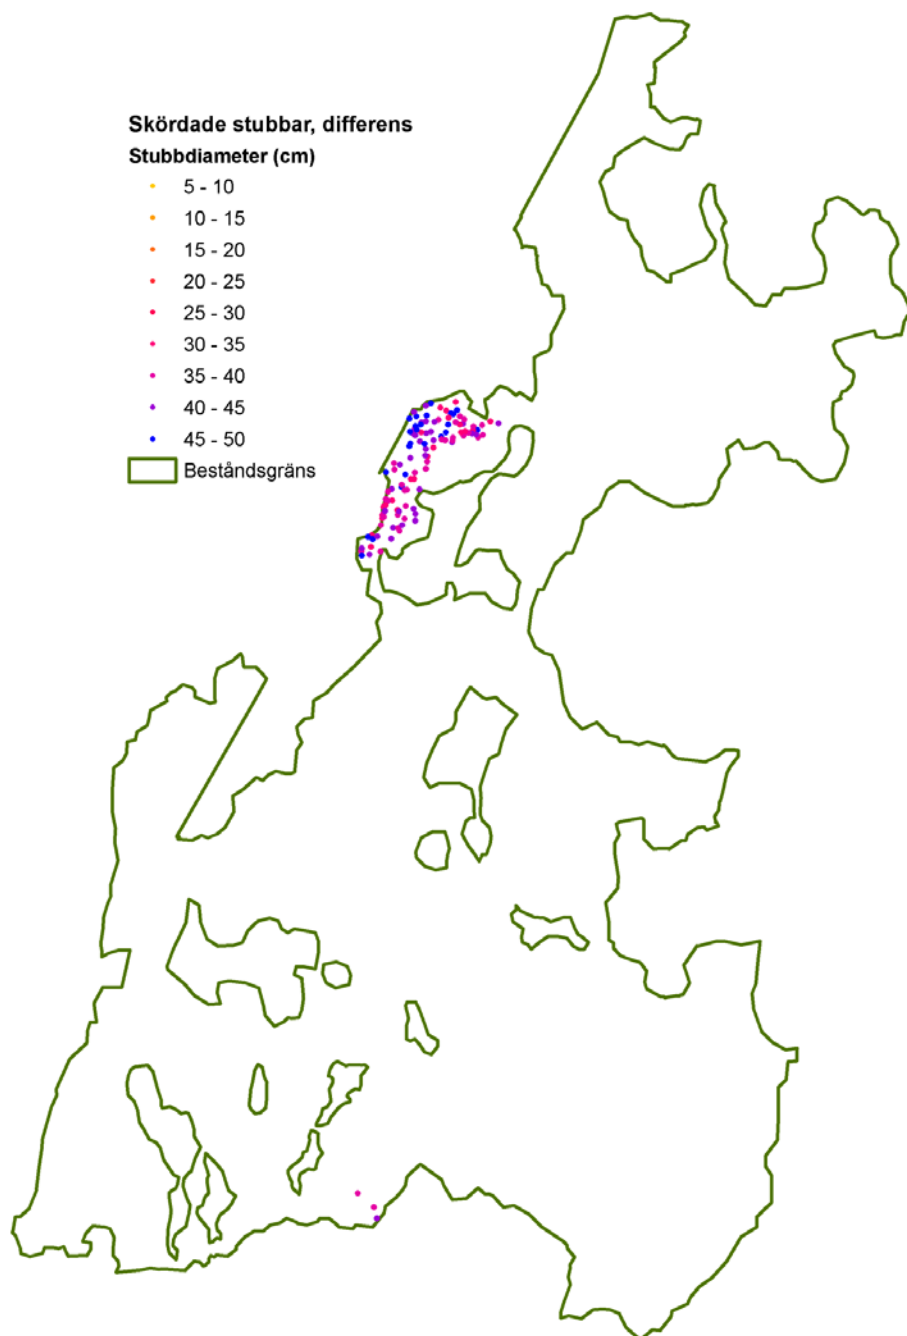 Skördade stubbar, differens
Stubbdiameter (cm)
5 - 10
10 - 15
15 - 20
20 - 25
25 - 30
30 - 35
35 - 40
40 - 45
45 - 50
Beståndsgräns